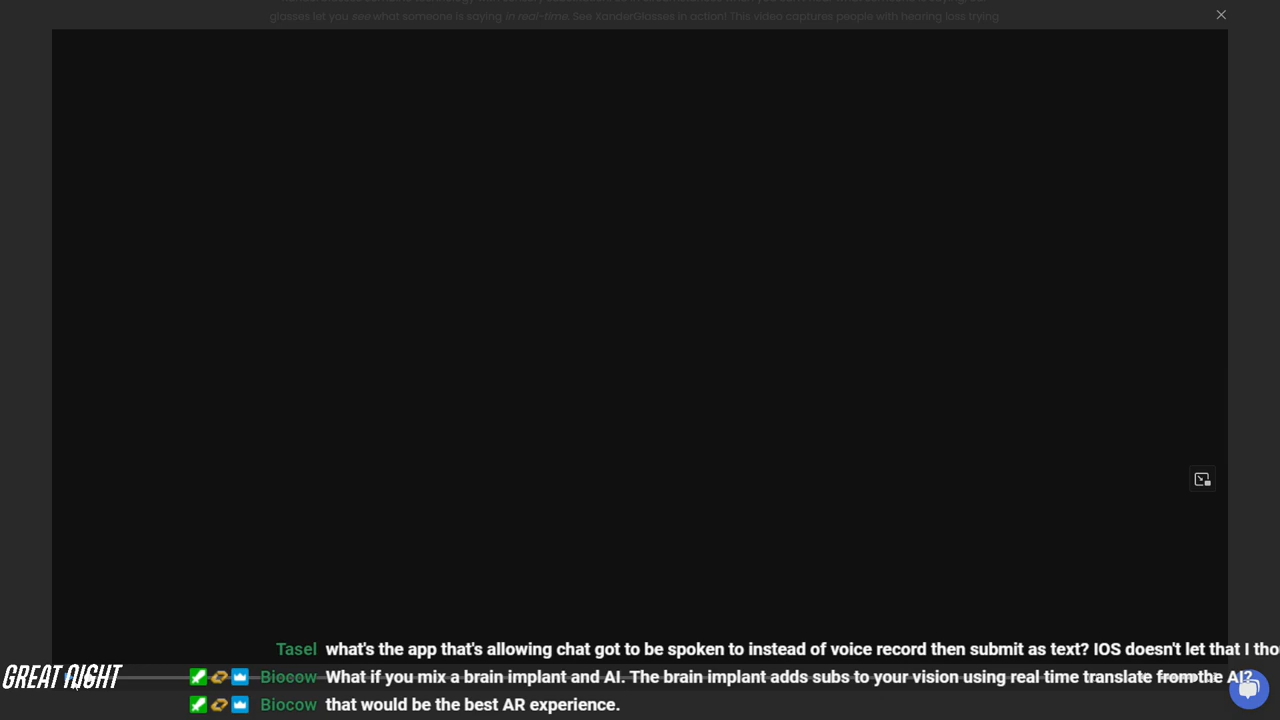 glasses let you see what someone is saying in real-time. See XanderGlasses in action! This video captures people with hearing loss trying
Tasel what's the app that's allowing chat got to be spoken to instead of voice record then submit as text? IOS doesn't let that I tho
GREAT NIGHT
Biocow What if you mix a brain implant and AI. The brain implant adds subs to your vision using real time translate from the AI?
Biocow that would be the best AR experience.